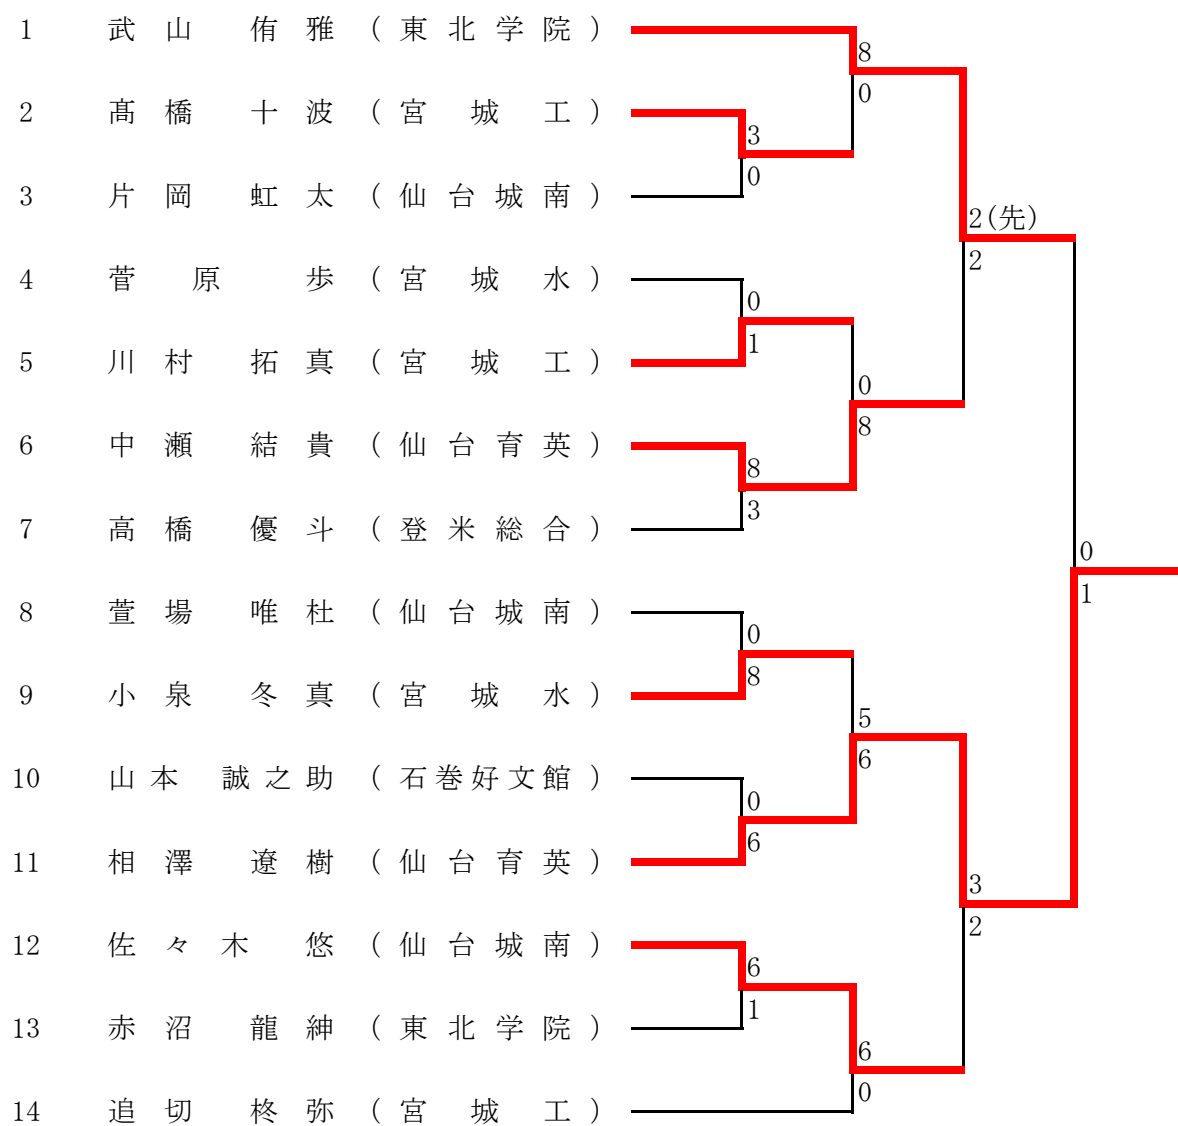 1 武山 侑雅 (東北学院)
8
0
2 髙橋 十波 (宮城工)
3
0
3 片岡 虹太 (仙台城南)
2(先)
2
4 菅原 歩 (宮城水)
0
1
5 川村 拓真 (宮城工)
0
8
6 中瀬 結貴 (仙台育英)
8
3
7 高橋 優斗 (登米総合)
0
1
8 萱場 唯杜 (仙台城南)
0
8
9 小泉 冬真 (宮城水)
5
6
10 山本 誠之助 (石巻好文館)
0
6
11 相澤 遼樹 (仙台育英)
3
2
12 佐々木 悠 (仙台城南)
6
1
13 赤沼 龍紳 (東北学院)
6
0
14 追切 柊弥 (宮城工)